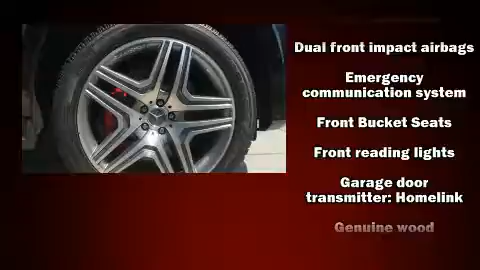 Dual front impact airbags
Emergency
communication system
Front Bucket Seats
Front reading lights
Garage door
transmitter: Homelink
Genuine wood